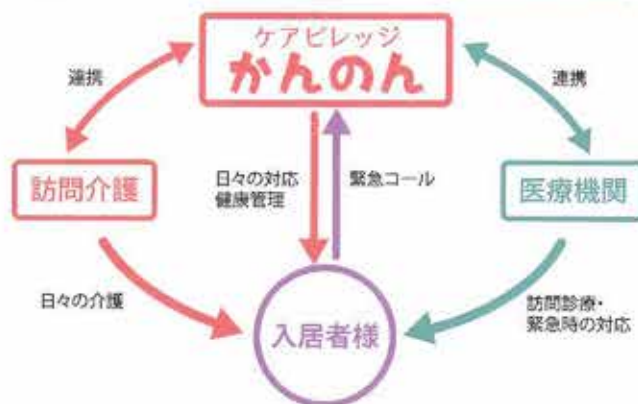 ケアビレッジ
かんのん
連携
連携
訪問介護
日々の対応
健康管理
緊急コール
医療機関
日々の介護
入居者様
訪問診療・
緊急時の対応